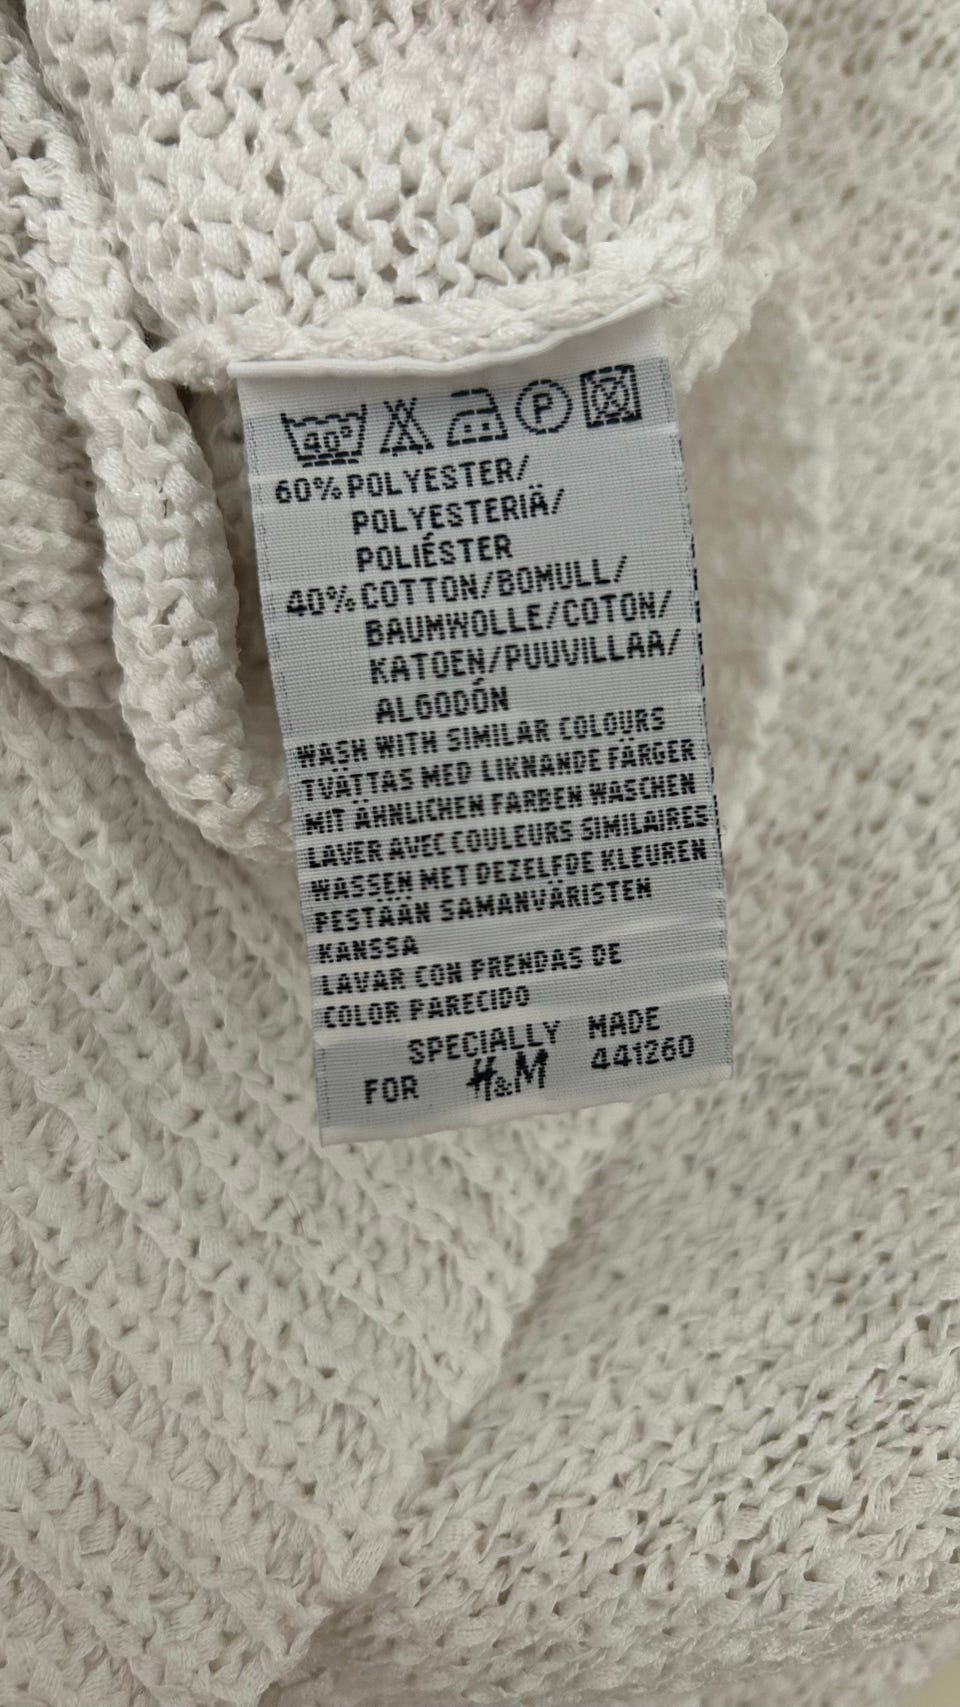 40°
P
60% POLYESTER/
POLYESTERIÄ/
POLIÉSTER
40% COTTON/BOMULL/
BAUMWOLLE/COTON/
KATOEN/PUUVILLAA/
ALGODÓN
WASH WITH SIMILAR COLOURS
TVÄTTAS MED LIKNANDE FÄRGER
MIT ÄHNLICHEN FARBEN WASCHEN
LAVER AVEC COULEURS SIMILAIRES
WASSEN MET DEZELFDE KLEUREN
PESTÄÄN SAMANVÄRISTEN
KANSSA
LAVAR CON PRENDAS DE
COLOR PARECIDO
SPECIALLY MADE
FOR H&M 441260